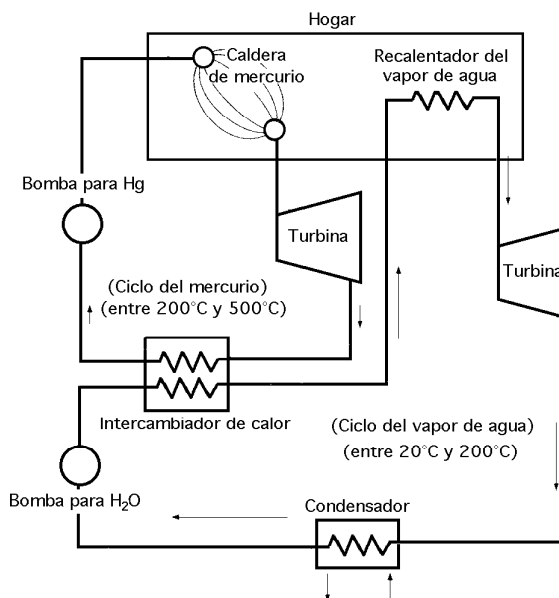 Hogar
Caldera
de mercurio
Recalentador del
vapor de agua
Bomba para Hg
Turbina
Turbina
(Ciclo del mercurio)
(entre 200°C y 500°C)
Intercambiador de calor
(Ciclo del vapor de agua)
(entre 20°C y 200°C)
Bomba para H₂O
Condensador